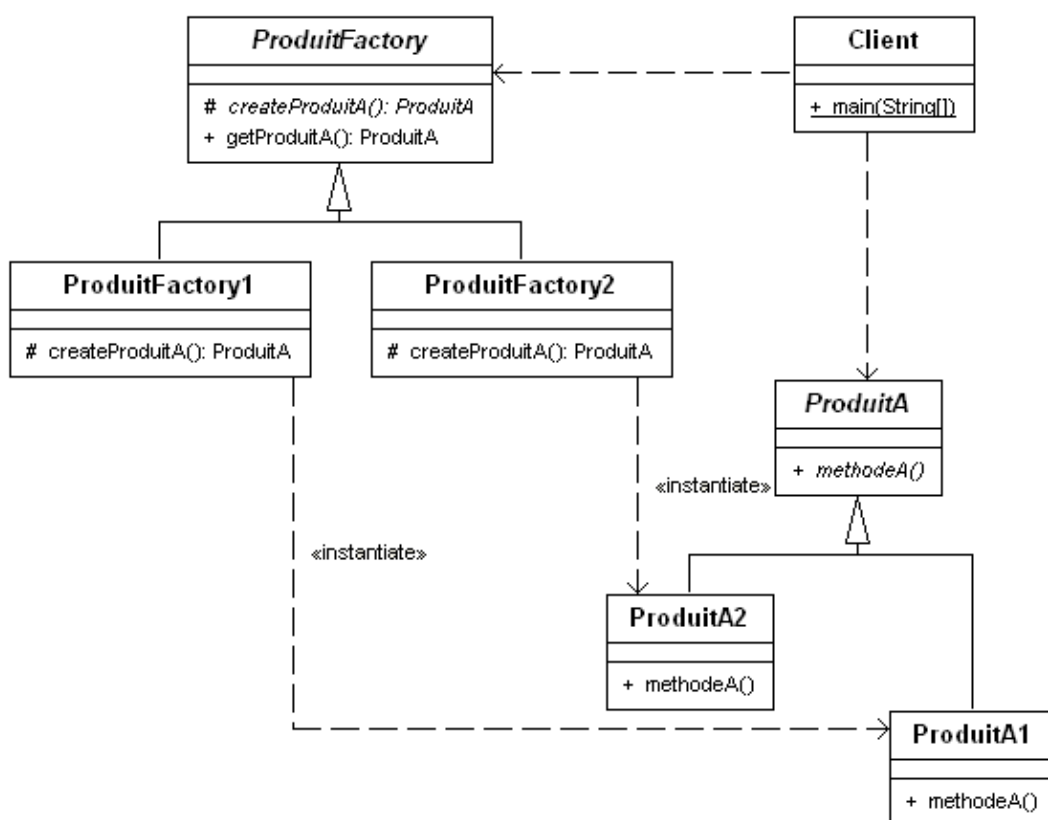 ProduitFactory
# createProduitA(): ProduitA
+ getProduitA(): ProduitA
Client
+ main(String[])
ProduitFactory1
# createProduitA(): ProduitA
ProduitFactory2
# createProduitA(): ProduitA
ProduitA
+ methodeA()
«instantiate»
«instantiate»
ProduitA2
+ methodeA()
ProduitA1
+ methodeA()